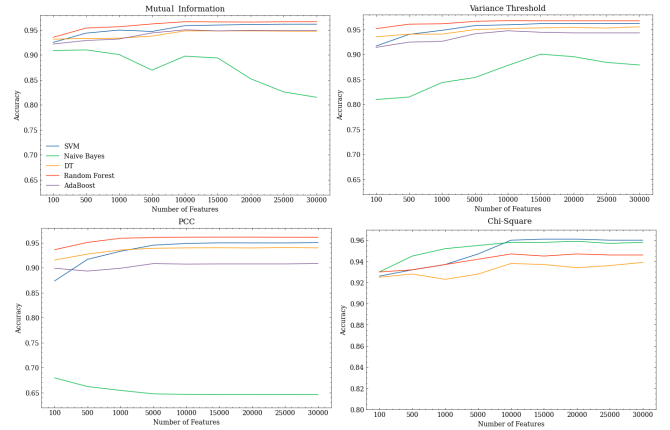 Mutual Information
0.95
0.90
0.85
0.80
0.75
0.70
0.65
Accuracy
SVM
Naive Bayes
DT
Random Forest
AdaBoost
100 500 1000 5000 10000 15000 20000 25000 30000
Number of Features
Variance Threshold
0.95
0.90
0.85
0.80
0.75
0.70
0.65
Accuracy
100 500 1000 5000 10000 15000 20000 25000 30000
Number of Features
PCC
0.95
0.90
0.85
0.80
0.75
0.70
0.65
Accuracy
100 500 1000 5000 10000 15000 20000 25000 30000
Number of Features
Chi-Square
0.96
0.94
0.92
0.90
0.88
0.86
0.84
0.82
0.80
Accuracy
100 500 1000 5000 10000 15000 20000 25000 30000
Number of Features